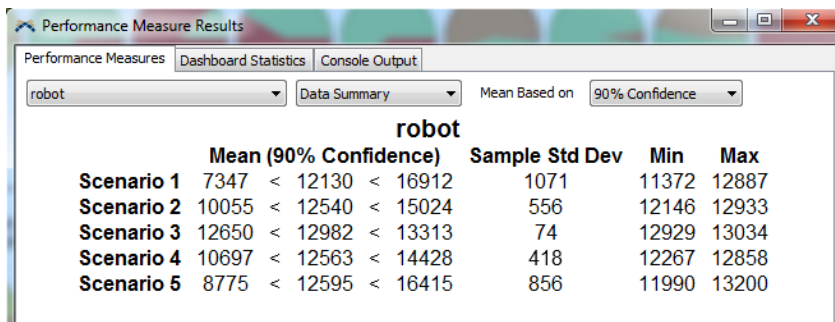 Performance Measure Results
Performance Measures Dashboard Statistics Console Output
robot Data Summary Mean Based on 90% Confidence
robot
Mean (90% Confidence) Sample Std Dev Min Max
Scenario 1 7347 < 12130 < 16912 1071 11372 12887
Scenario 2 10055 < 12540 < 15024 556 12146 12933
Scenario 3 12650 < 12982 < 13313 74 12929 13034
Scenario 4 10697 < 12563 < 14428 418 12267 12858
Scenario 5 8775 < 12595 < 16415 856 11990 13200